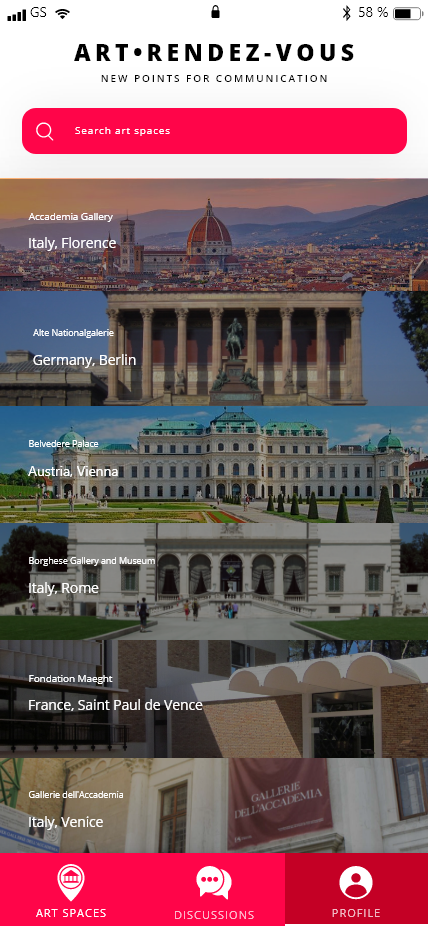 GS
58 %
ART•RENDEZ-VOUS
NEW POINTS FOR COMMUNICATION
Search art spaces
Accademia Gallery
Italy, Florence
Alte Nationalgalerie
Germany, Berlin
Belvedere Palace
Austria, Vienna
Borghese Gallery and Museum
Italy, Rome
Fondation Maeght
France, Saint Paul de Vence
Gallerie dell'Accademia
Italy, Venice
GALLERIE
DELL'ACCADEMIA
ART SPACES
DISCUSSIONS
PROFILE